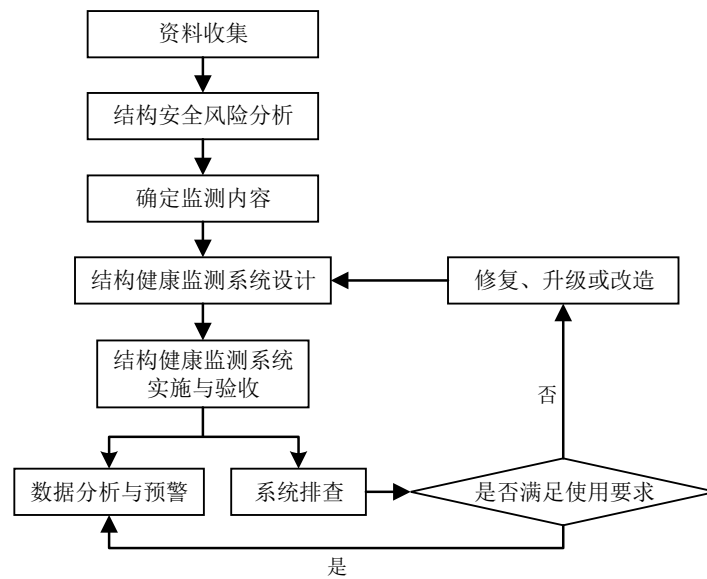 资料收集
结构安全风险分析
确定监测内容
结构健康监测系统设计
修复、升级或改造
结构健康监测系统
实施与验收
否
数据分析与预警
系统排查
是否满足使用要求
是